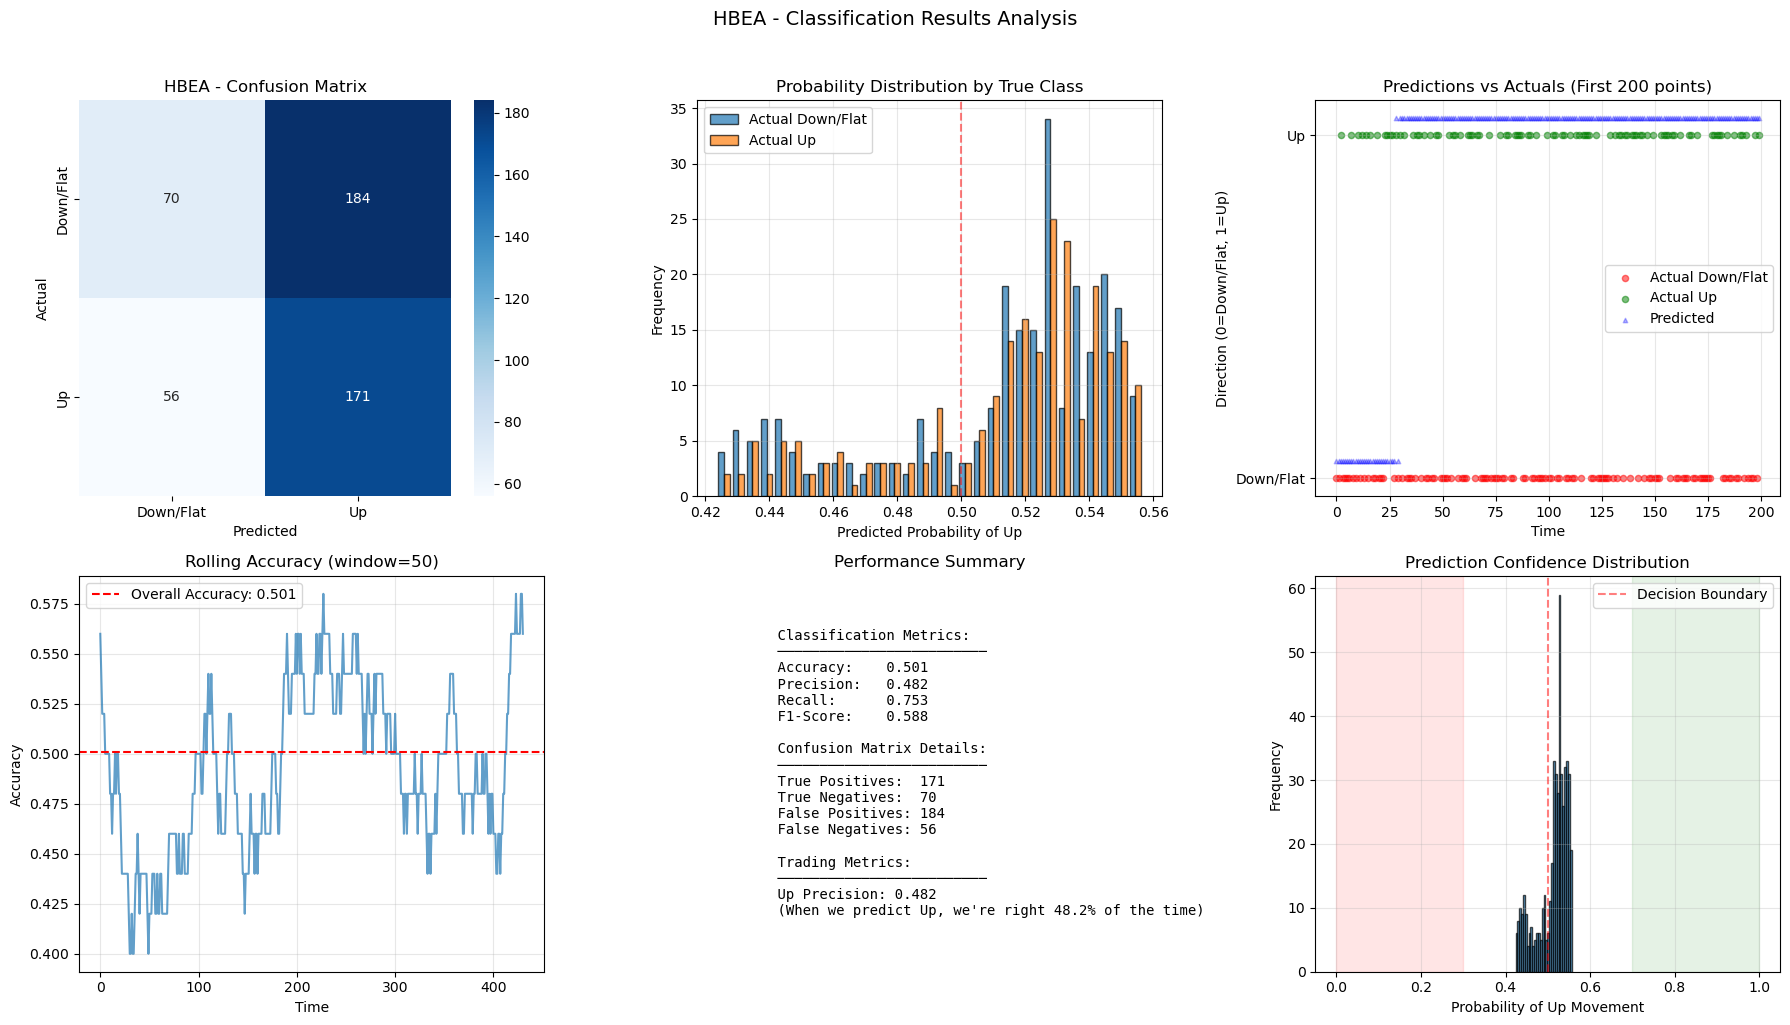 HBEA - Classification Results Analysis
HBEA - Confusion Matrix
Actual
Down/Flat
Up
70
184
56
171
Down/Flat
Up
Predicted
180
160
140
120
100
80
60
Probability Distribution by True Class
Frequency
35
30
25
20
15
10
5
0
Actual Down/Flat
Actual Up
0.42
0.44
0.46
0.48
0.50
0.52
0.54
0.56
Predicted Probability of Up
Predictions vs Actuals (First 200 points)
Direction (0=Down/Flat, 1=Up)
Up
Down/Flat
Actual Down/Flat
Actual Up
Predicted
0
25
50
75
100
125
150
175
200
Time
Rolling Accuracy (window=50)
Accuracy
0.575
0.550
0.525
0.500
0.475
0.450
0.425
0.400
Overall Accuracy: 0.501
0
100
200
300
400
Time
Performance Summary
Classification Metrics:
Accuracy: 0.501
Precision: 0.482
Recall: 0.753
F1-Score: 0.588
Confusion Matrix Details:
True Positives: 171
True Negatives: 70
False Positives: 184
False Negatives: 56
Trading Metrics:
Up Precision: 0.482
(When we predict Up, we're right 48.2% of the time)
Prediction Confidence Distribution
Frequency
60
50
40
30
20
10
0
Decision Boundary
0.0
0.2
0.4
0.6
0.8
1.0
Probability of Up Movement